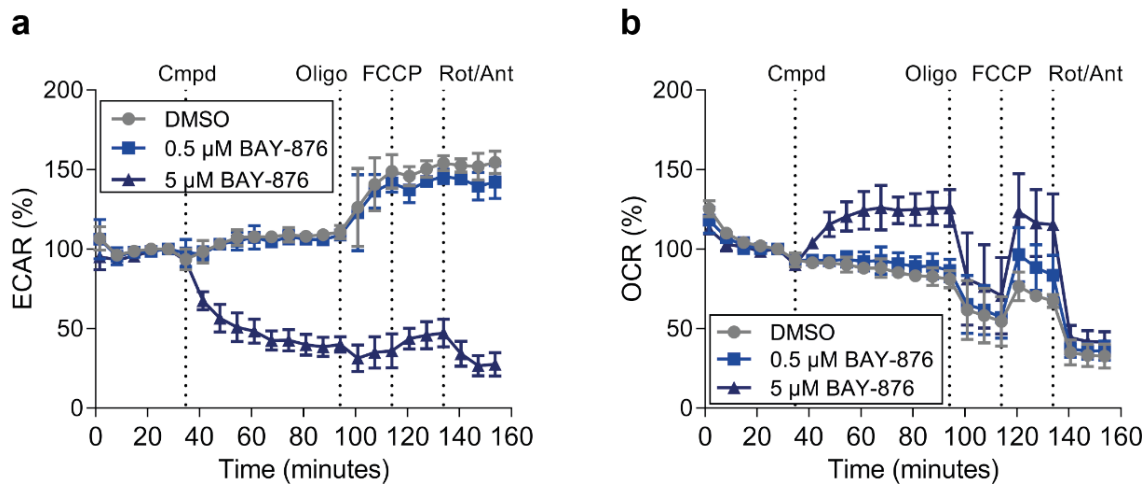 a
Cmpd Oligo FCCP Rot/Ant
200
150
100
50
0
ECAR (%)
DMSO
0.5 µM BAY-876
5 µM BAY-876
0 20 40 60 80 100 120 140 160
Time (minutes)
b
Cmpd Oligo FCCP Rot/Ant
200
150
100
50
0
OCR (%)
DMSO
0.5 µM BAY-876
5 µM BAY-876
0 20 40 60 80 100 120 140 160
Time (minutes)